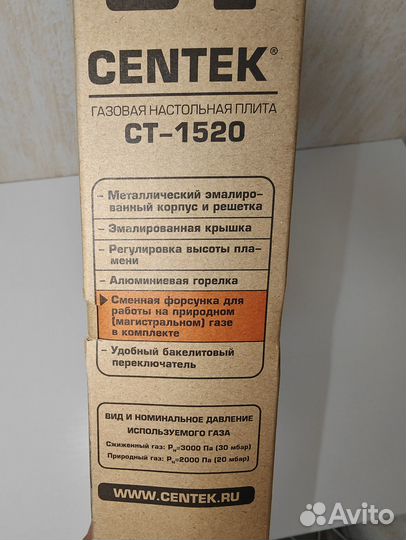 CENTEK®
ГАЗОВАЯ НАСТОЛЬНАЯ ПЛИТА
CT-1520
- Металлический эмалиро-
ванный корпус и решетка
- Эмалированная крышка
- Регулировка высоты пла-
мени
- Алюминиевая горелка
Сменная форсунка для
работы на природном
(магистральном) газе
в комплекте
- Удобный бакелитовый
переключатель
ВИД И НОМИНАЛЬНОЕ ДАВЛЕНИЕ
ИСПОЛЬЗУЕМОГО ГАЗА
Сжиженный газ: Pн=3000 Па (30 мбар)
Природный газ: Pн=2000 Па (20 мбар)
WWW.CENTEK.RU
Avito